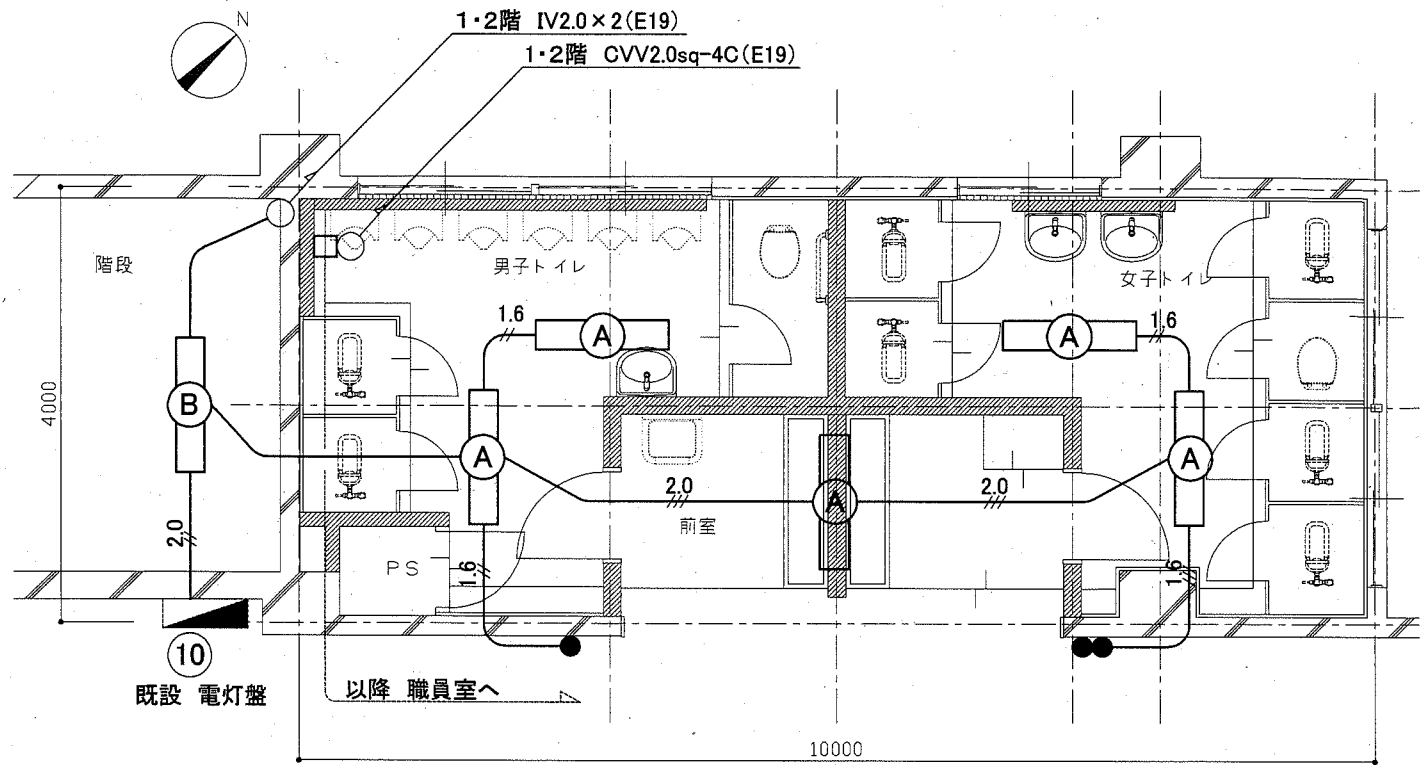 N
1・2階 IV2.0×2(E19)
1・2階 CVV2.0sq-4C(E19)
階段
男子トイレ
女子トイレ
1.6
A
A
1.6
4000
B
A
A
2.0
A
2.0
前室
2.0
PS
1.6
1.6
10
既設 電灯盤
以降 職員室へ
10000